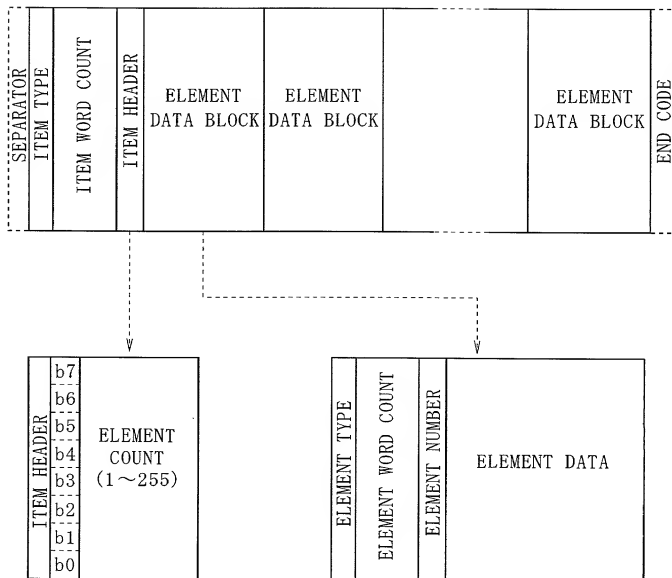 SEPARATOR
ITEM TYPE
ITEM WORD COUNT
ITEM HEADER
ELEMENT
DATA BLOCK
ELEMENT
DATA BLOCK
ELEMENT
DATA BLOCK
END CODE
ITEM HEADER
b7
b6
b5
b4
b3
b2
b1
b0
ELEMENT
COUNT
(1〜255)
ELEMENT TYPE
ELEMENT WORD COUNT
ELEMENT NUMBER
ELEMENT DATA